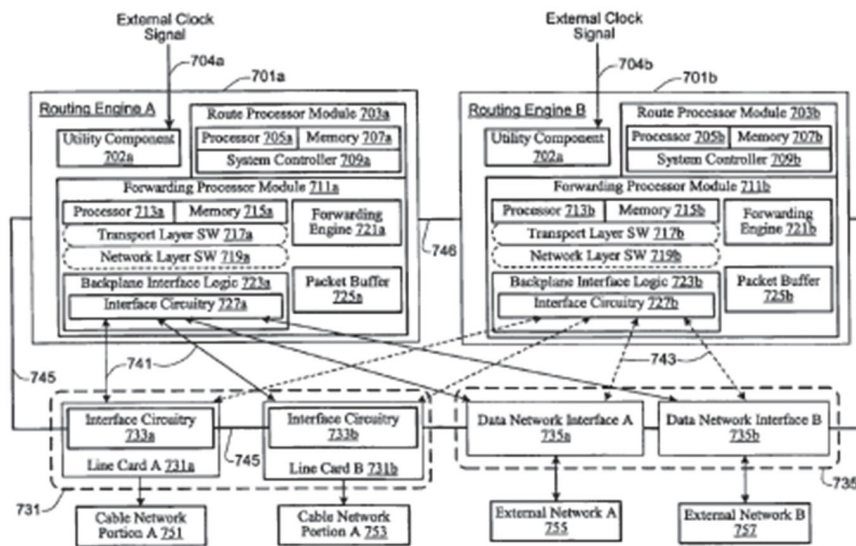 External Clock
Signal
704a
701a
Routing Engine A
Route Processor Module 703a
Processor 705a
Memory 707a
System Controller 709a
Utility Component
702a
Forwarding Processor Module 711a
Processor 713a
Memory 715a
Transport Layer SW 717a
Network Layer SW 719a
Forwarding
Engine 721a
Backplane Interface Logic 723a
Interface Circuitry 727a
Packet Buffer
725a
External Clock
Signal
704b
701b
Routing Engine B
Route Processor Module 703b
Processor 705b
Memory 707b
System Controller 709b
Utility Component
702a
Forwarding Processor Module 711b
Processor 713b
Memory 715b
Transport Layer SW 717b
Network Layer SW 719b
Forwarding
Engine 721b
Backplane Interface Logic 723b
Interface Circuitry 727b
Packet Buffer
725b
746
741
743
745
Interface Circuitry
733a
Line Card A 731a
745
Interface Circuitry
733b
Line Card B 731b
Data Network Interface A
735a
Data Network Interface B
735b
731
735
Cable Network
Portion A 751
Cable Network
Portion A 753
External Network A
755
External Network B
757